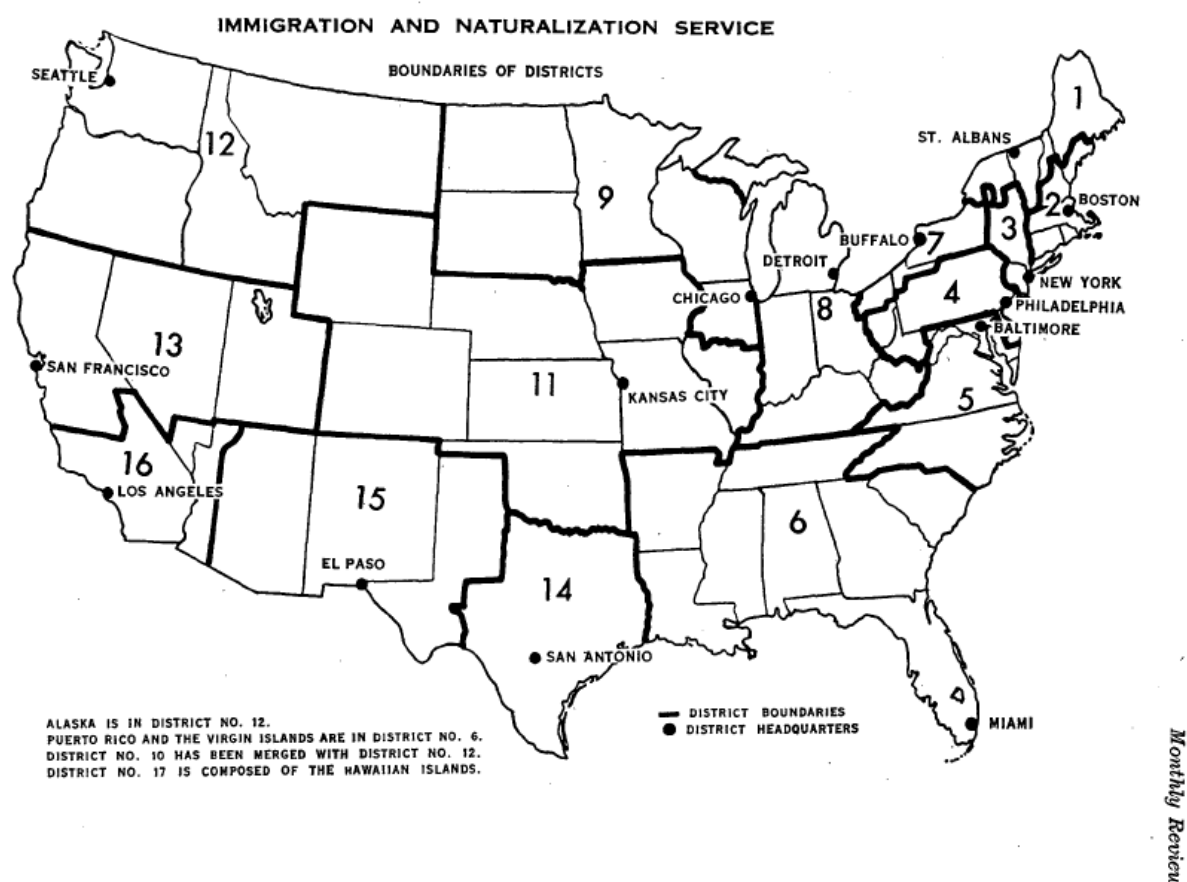 IMMIGRATION AND NATURALIZATION SERVICE
BOUNDARIES OF DISTRICTS
SEATTLE
1
12
ST. ALBANS
9
2
BOSTON
3
BUFFALO
7
DETROIT
NEW YORK
4
CHICAGO
8
PHILADELPHIA
BALTIMORE
13
SAN FRANCISCO
11
KANSAS CITY
5
16
LOS ANGELES
15
6
EL PASO
14
SAN ANTONIO
MIAMI
DISTRICT BOUNDARIES
DISTRICT HEADQUARTERS
ALASKA IS IN DISTRICT NO. 12.
PUERTO RICO AND THE VIRGIN ISLANDS ARE IN DISTRICT NO. 6.
DISTRICT NO. 10 HAS BEEN MERGED WITH DISTRICT NO. 12.
DISTRICT NO. 17 IS COMPOSED OF THE HAWAIIAN ISLANDS.
Monthly Review